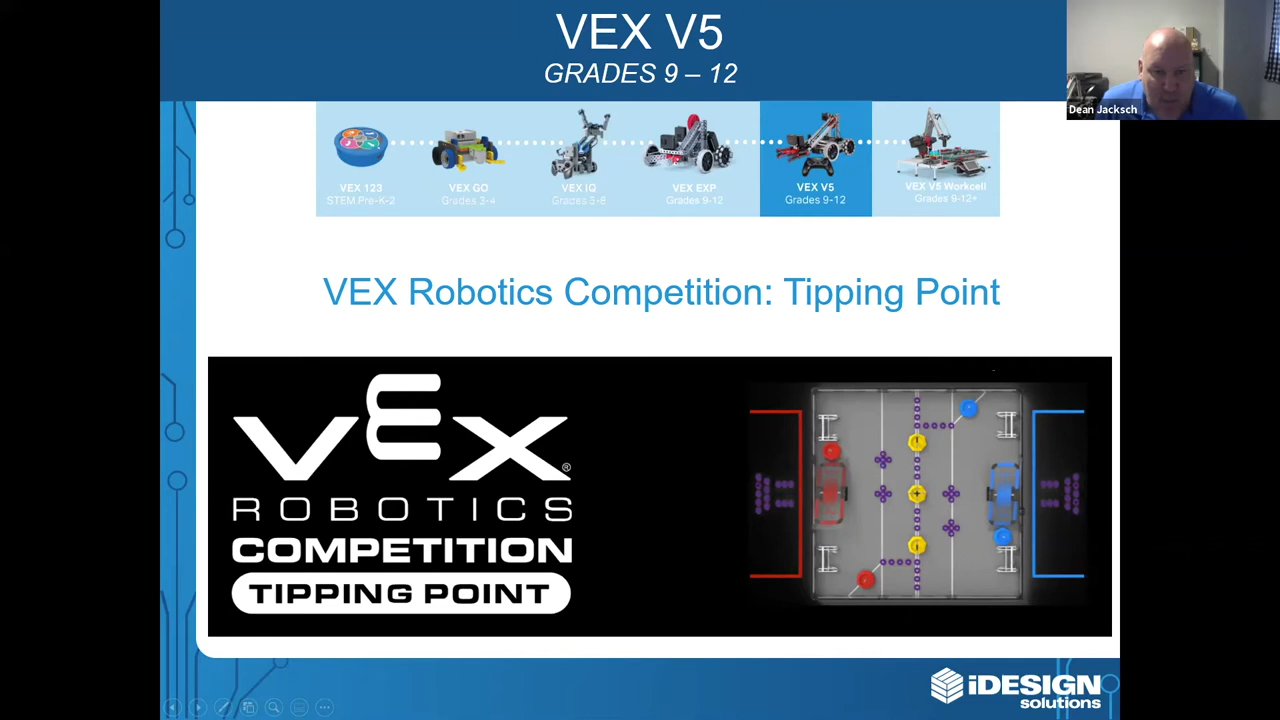 VEX V5
GRADES 9 – 12
Dean Jacksch
VEX 123
STEM Pre-K-2
VEX GO
Grades 3-4
VEX IQ
Grades 5-8
VEX EXP
Grades 9-12
VEX V5
Grades 9-12
VEX V5 Workcell
Grades 9-12+
VEX Robotics Competition: Tipping Point
VEX®
ROBOTICS
COMPETITION
TIPPING POINT
iDESIGN
solutions